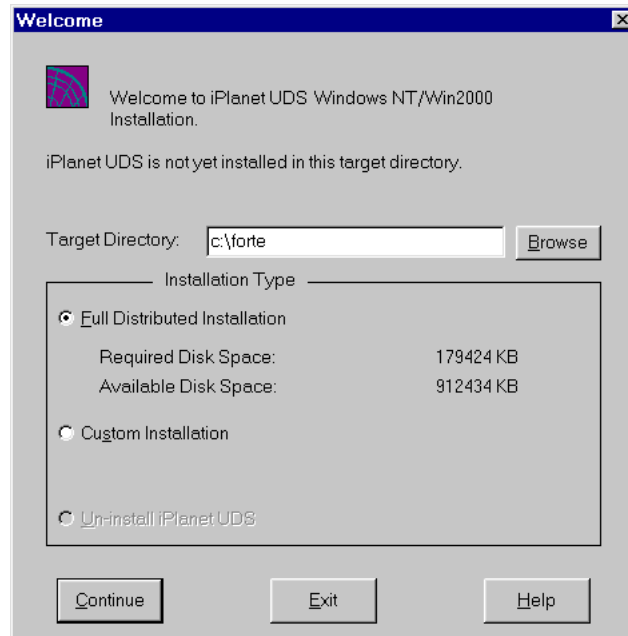 Welcome
Welcome to iPlanet UDS Windows NT/Win2000
Installation.
iPlanet UDS is not yet installed in this target directory.
Target Directory: c:\forte Browse
Installation Type
Full Distributed Installation
Required Disk Space: 179424 KB
Available Disk Space: 912434 KB
Custom Installation
Un-install iPlanet UDS
Continue Exit Help